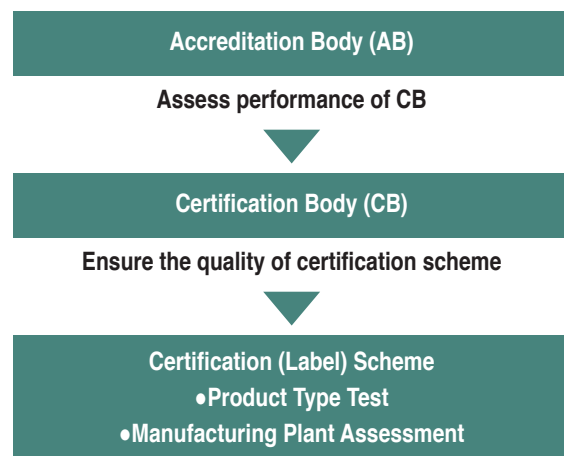 Accreditation Body (AB)
Assess performance of CB
Certification Body (CB)
Ensure the quality of certification scheme
Certification (Label) Scheme
●Product Type Test
●Manufacturing Plant Assessment